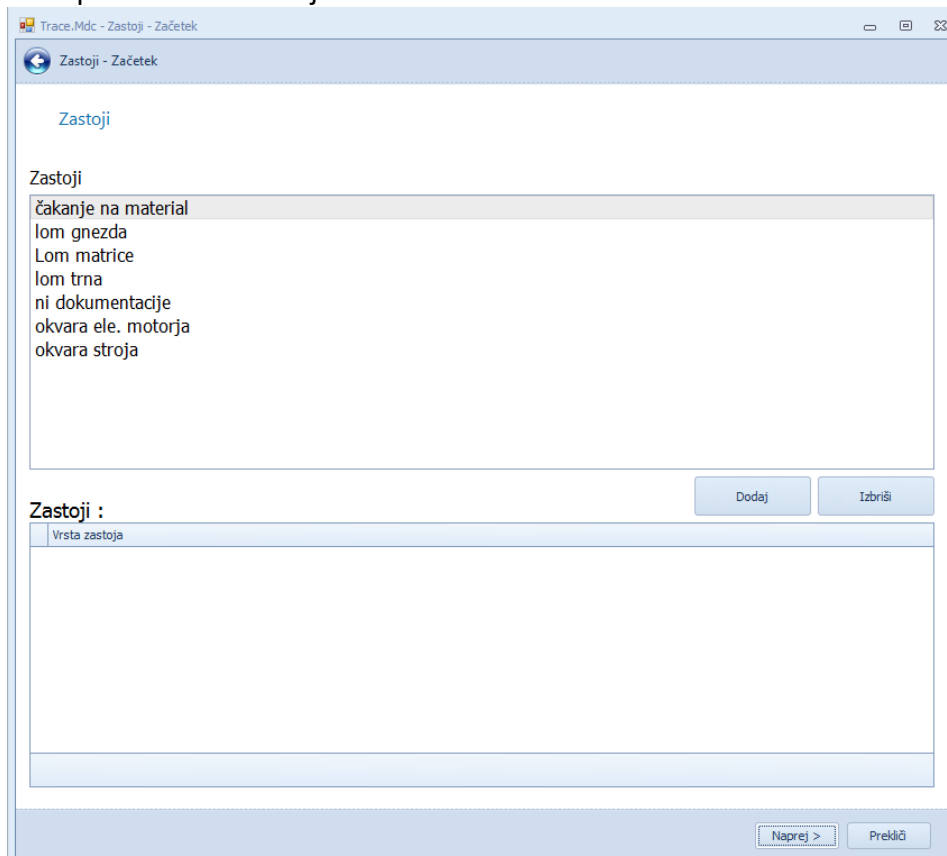 Trace.Mdc - Zastoji - Začetek
Zastoji - Začetek
Zastoji
Zastoji
čakanje na material
lom gnezda
Lom matrice
lom trna
ni dokumentacije
okvara ele. motorja
okvara stroja
Dodaj
Izbriši
Zastoji :
Vrsta zastoja
Naprej >
Prekliči